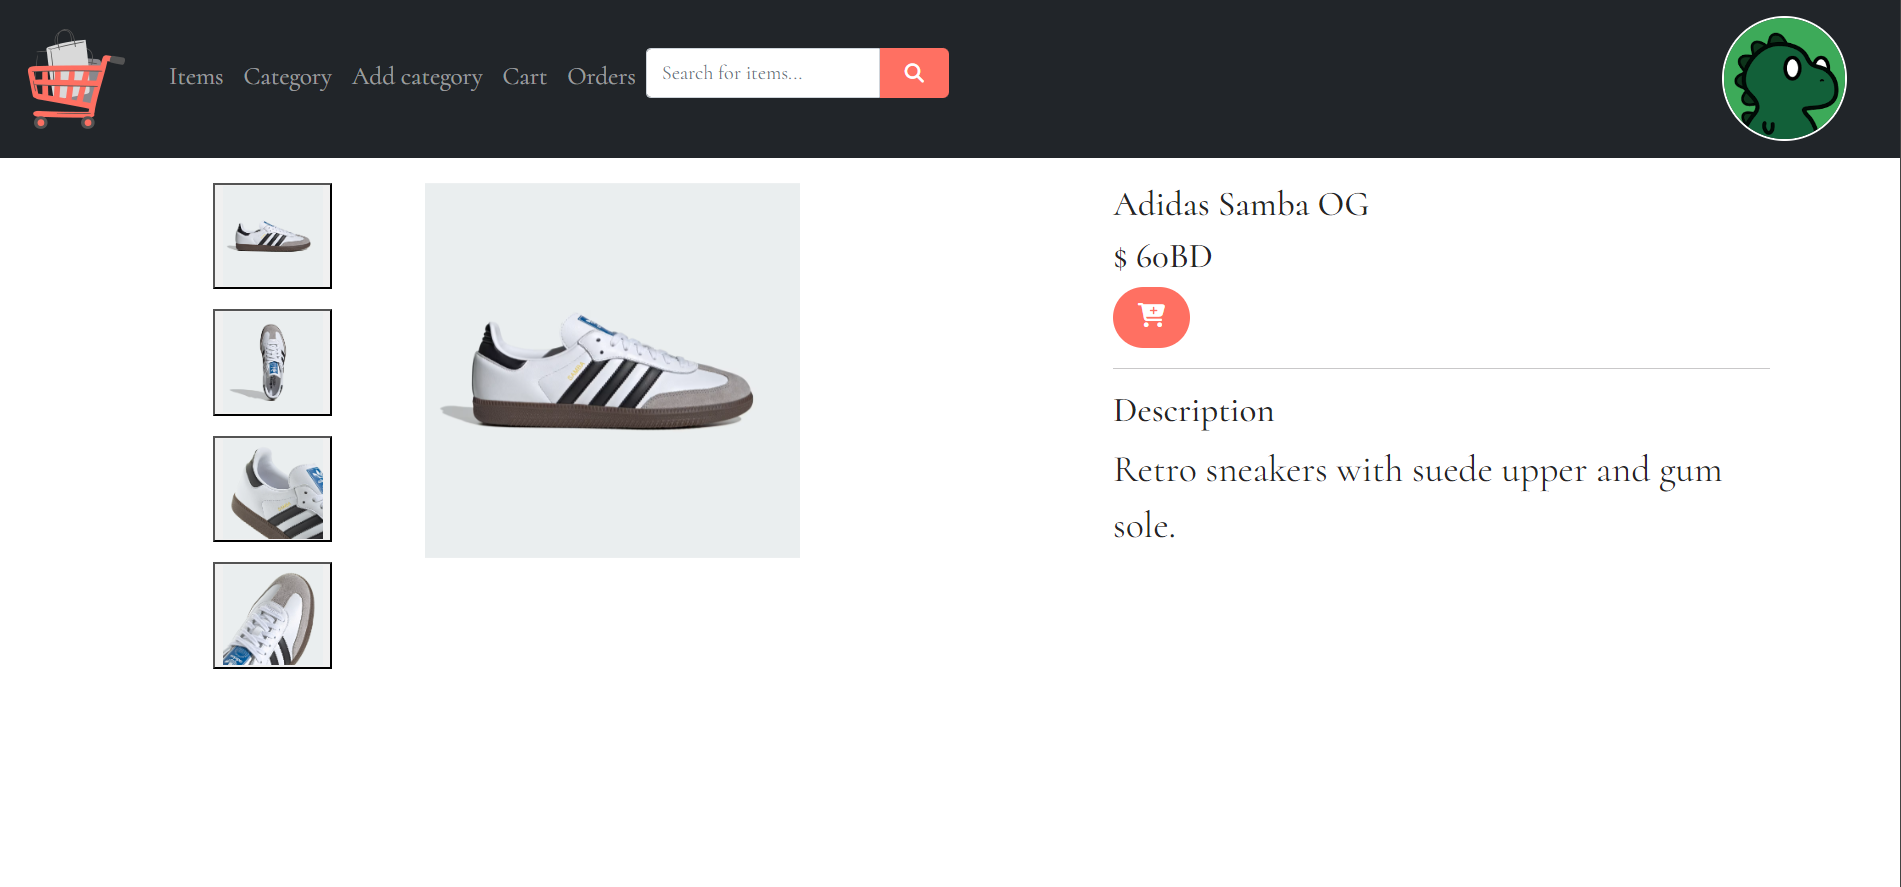 Items Category Add category Cart Orders Search for items...
Adidas Samba OG
$ 60BD
Description
Retro sneakers with suede upper and gum
sole.